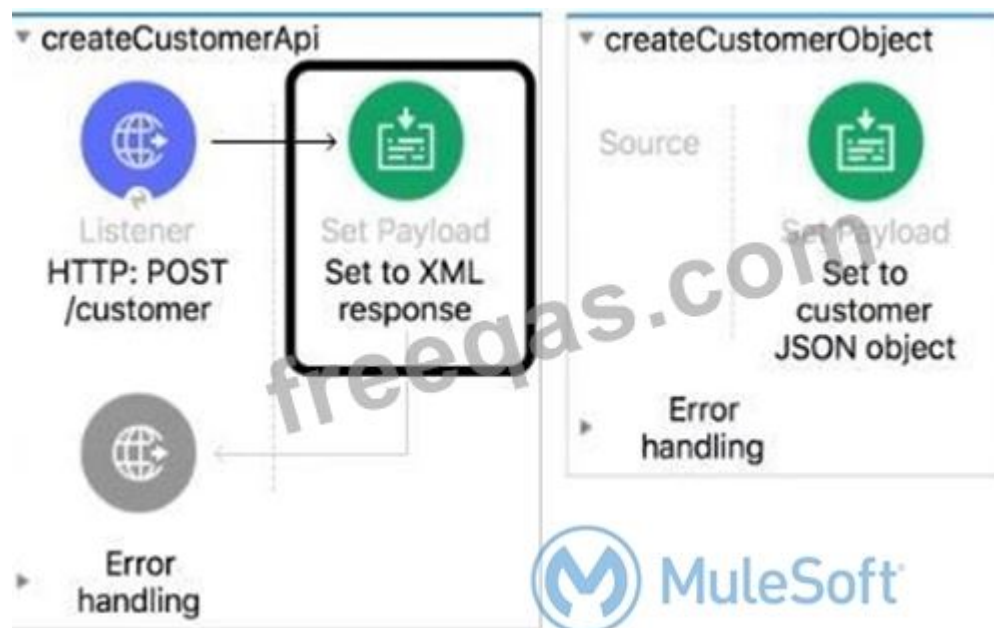 createCustomerApi
Listener
HTTP: POST
/customer
Set Payload
Set to XML
response
Error
handling
createCustomerObject
Source
Set Payload
Set to
customer
JSON object
Error
handling
freeqas.com
MuleSoft